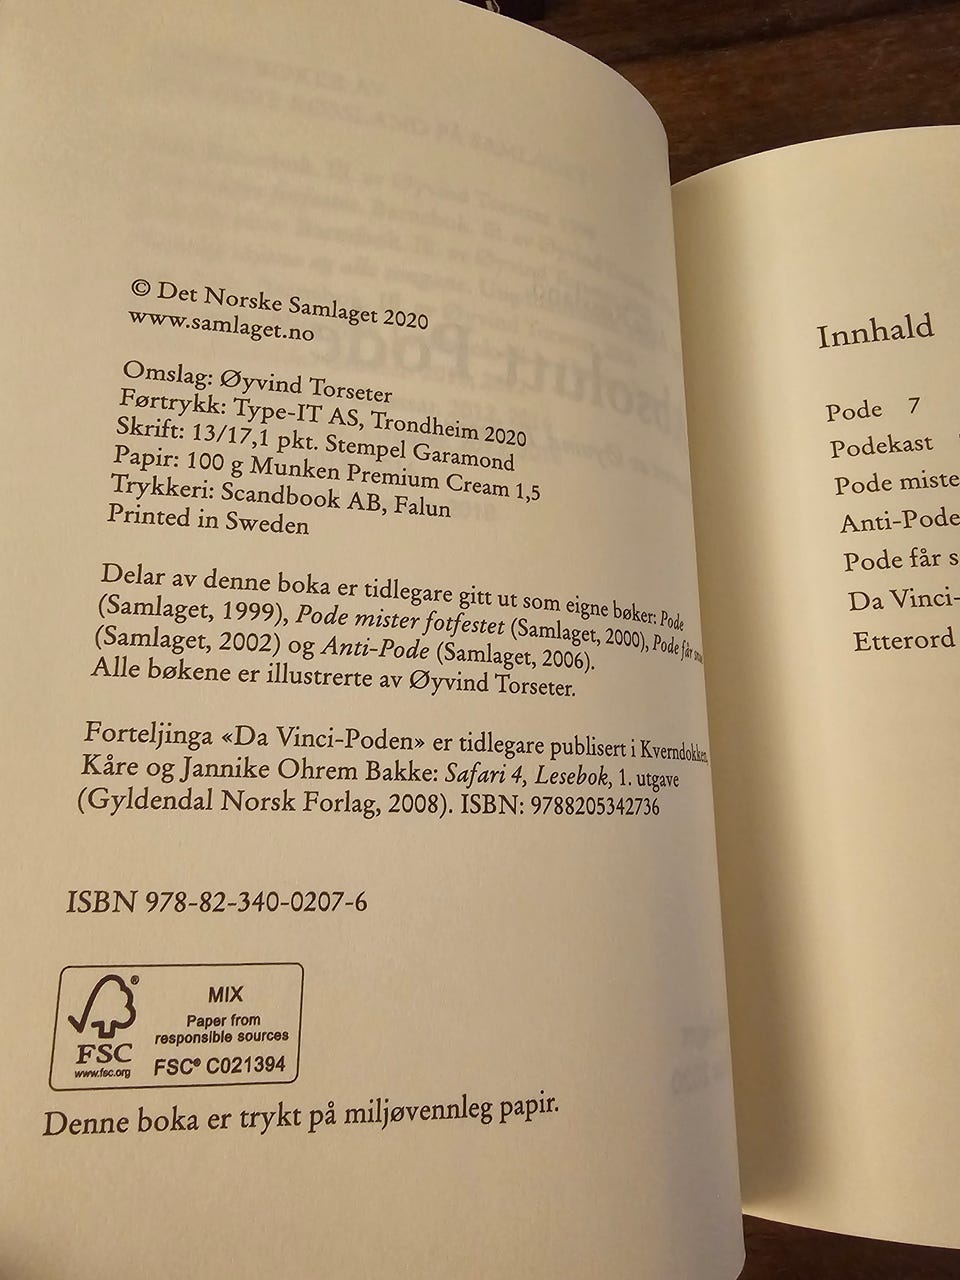 © Det Norske Samlaget 2020
www.samlaget.no
Omslag: Øyvind Torseter
Førtrykk: Type-IT AS, Trondheim 2020
Skrift: 13/17,1 pkt. Stempel Garamond
Papir: 100 g Munken Premium Cream 1,5
Trykkeri: Scandbook AB, Falun
Printed in Sweden
Delar av denne boka er tidlegare gitt ut som eigne bøker: Pode
(Samlaget, 1999), Pode mister fotfestet (Samlaget, 2000), Pode får
(Samlaget, 2002) og Anti-Pode (Samlaget, 2006).
Alle bøkene er illustrerte av Øyvind Torseter.
Forteljinga «Da Vinci-Poden» er tidlegare publisert i Kverndokken,
Kåre og Jannike Ohrem Bakke: Safari 4, Lesebok, 1. utgave
(Gyldendal Norsk Forlag, 2008). ISBN: 9788205342736
ISBN 978-82-340-0207-6
FSC®
www.fsc.org
MIX
Paper from
responsible sources
FSC® C021394
Denne boka er trykt på miljøvennleg papir.
Innhald
Pode 7
Podekast
Pode miste
Anti-Pode
Pode får s
Da Vinci-
Etterord